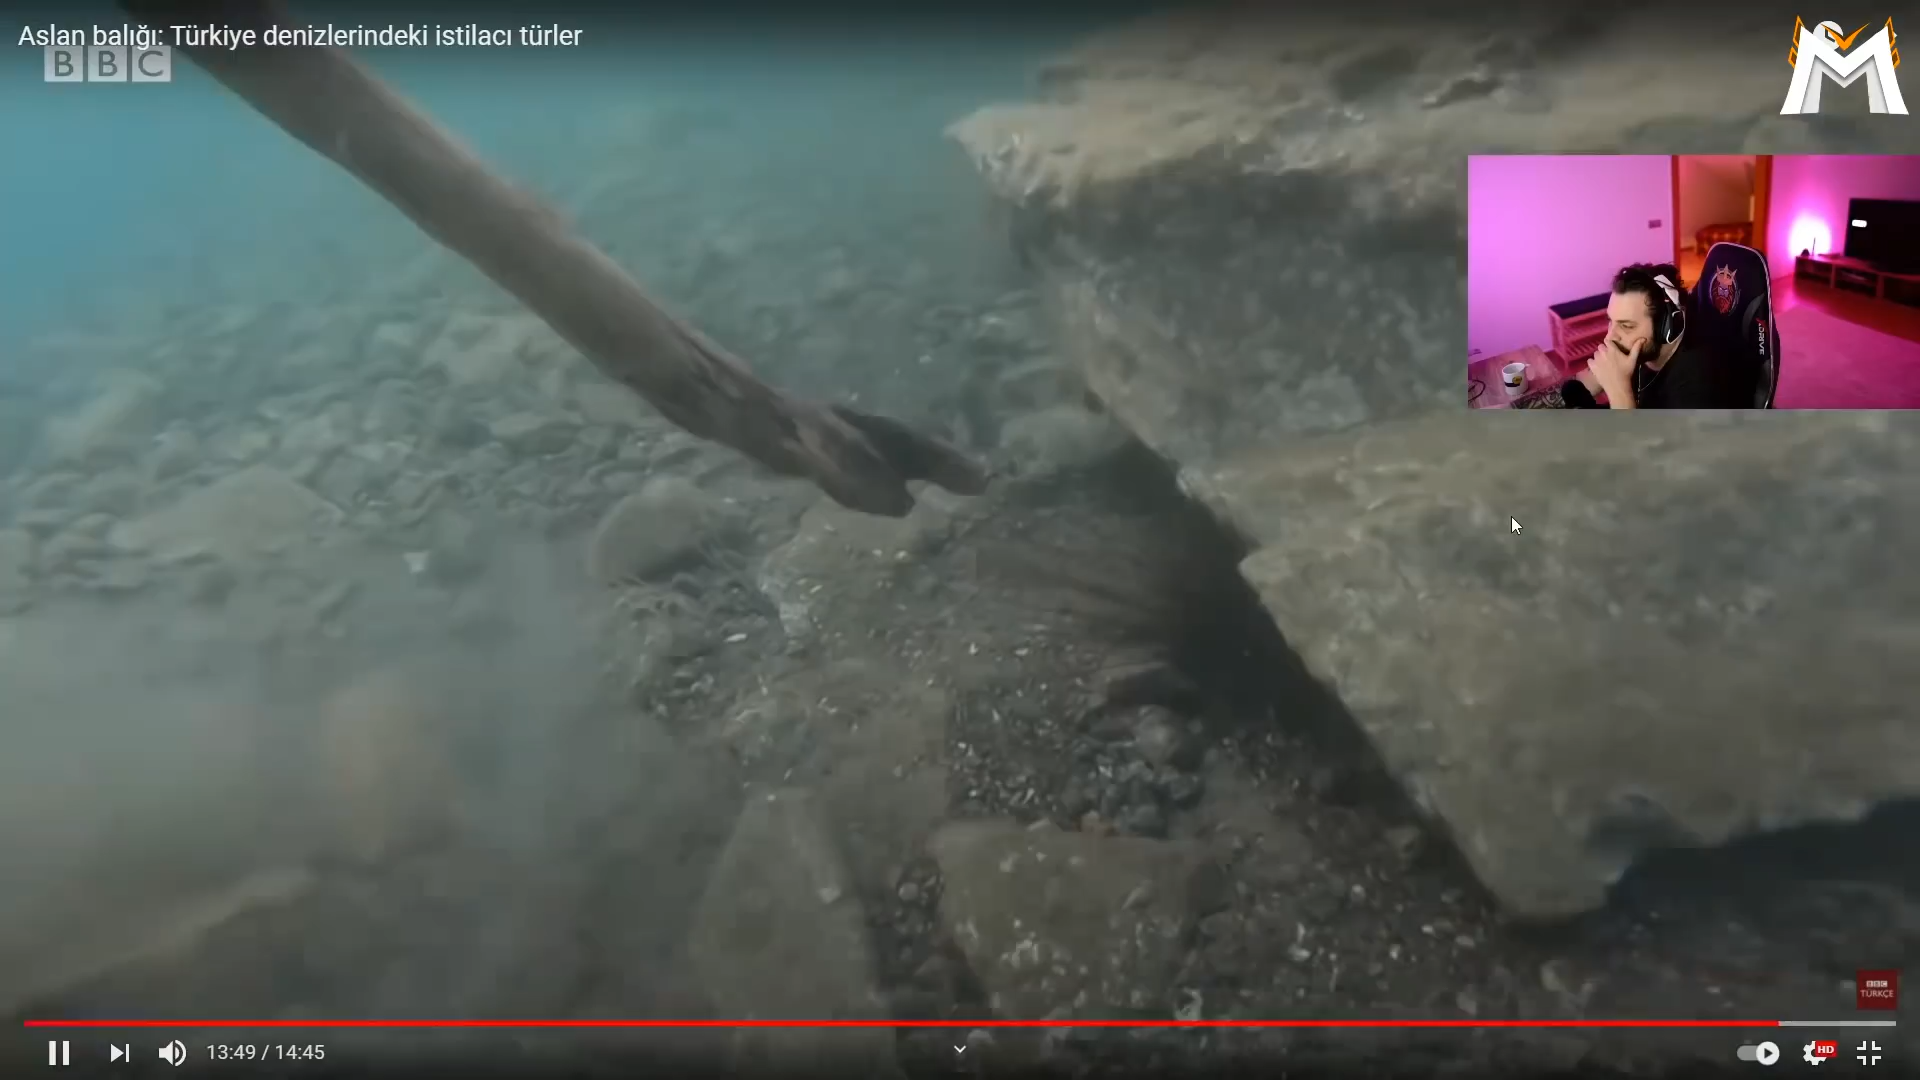 Aslan balığı: Türkiye denizlerindeki istilacı türler
BBC
M
BBC
TÜRKÇE
13:49 / 14:45
HD